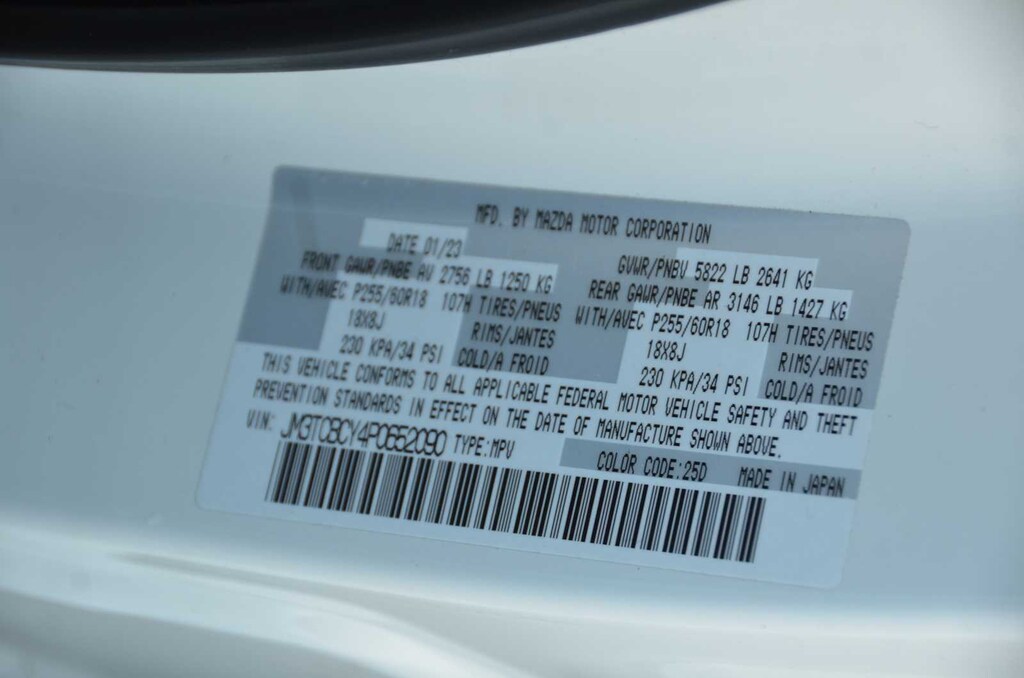 MFD. BY MAZDA MOTOR CORPORATION
DATE 01/23 GVWR/PNBV 5822 LB 2641 KG
FRONT GAWR/PNBE AV 2756 LB 1250 KG REAR GAWR/PNBE AR 3146 LB 1427 KG
WITH/AVEC P255/60R18 107H TIRES/PNEUS WITH/AVEC P255/60R18 107H TIRES/PNEUS
18X8J RIMS/JANTES 18X8J RIMS/JANTES
230 KPA/34 PSI COLD/A FROID 230 KPA/34 PSI COLD/A FROID
THIS VEHICLE CONFORMS TO ALL APPLICABLE FEDERAL MOTOR VEHICLE SAFETY AND THEFT
PREVENTION STANDARDS IN EFFECT ON THE DATE OF MANUFACTURE SHOWN ABOVE.
VIN: JM3TCBCY4P0652090 TYPE:MPV
COLOR CODE:25D MADE IN JAPAN